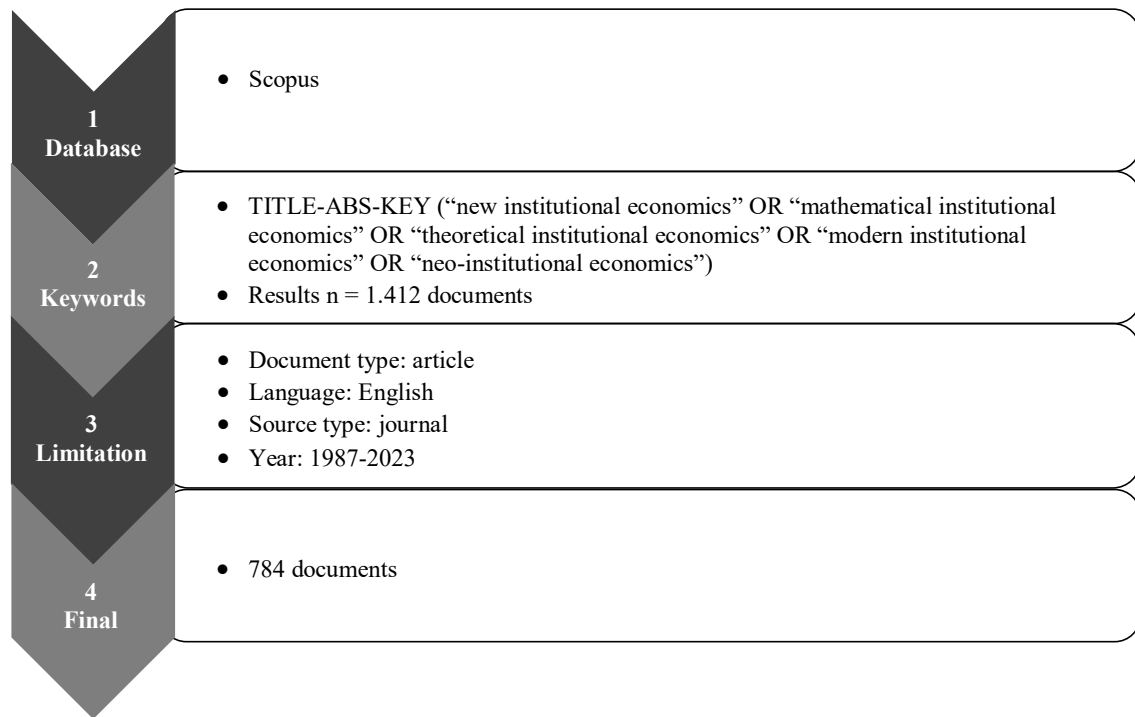 1
Database
• Scopus
2
Keywords
• TITLE-ABS-KEY (“new institutional economics” OR “mathematical institutional
economics” OR “theoretical institutional economics” OR “modern institutional
economics” OR “neo-institutional economics”)
• Results n = 1.412 documents
3
Limitation
• Document type: article
• Language: English
• Source type: journal
• Year: 1987-2023
4
Final
• 784 documents